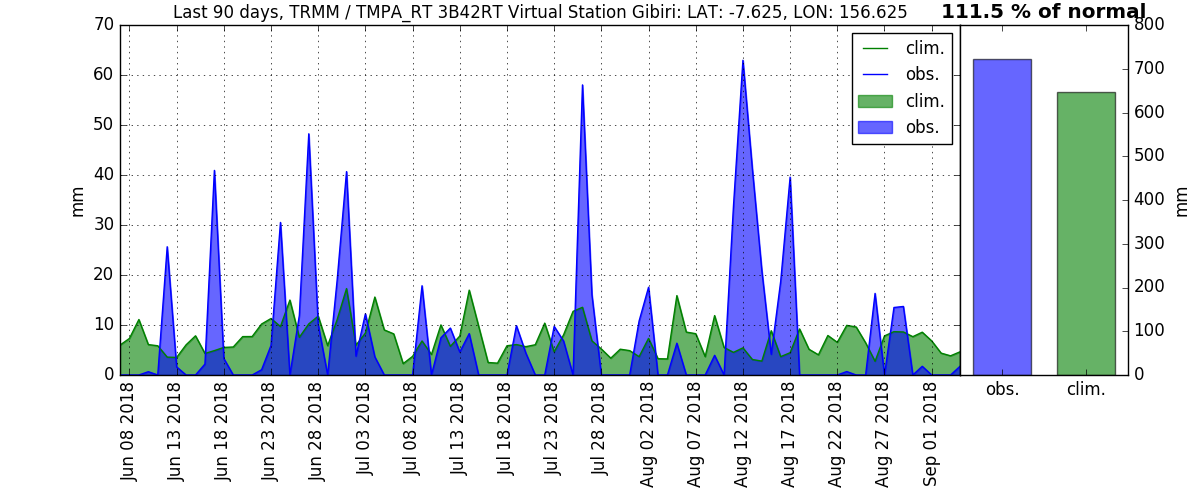 Last 90 days, TRMM / TMPA_RT 3B42RT Virtual Station Gibiri: LAT: -7.625, LON: 156.625
111.5 % of normal
70
60
50
40
30
20
10
0
mm
clim.
obs.
clim.
obs.
Jun 08 2018
Jun 13 2018
Jun 18 2018
Jun 23 2018
Jun 28 2018
Jul 03 2018
Jul 08 2018
Jul 13 2018
Jul 18 2018
Jul 23 2018
Jul 28 2018
Aug 02 2018
Aug 07 2018
Aug 12 2018
Aug 17 2018
Aug 22 2018
Aug 27 2018
Sep 01 2018
800
700
600
500
400
300
200
100
0
mm
obs.
clim.